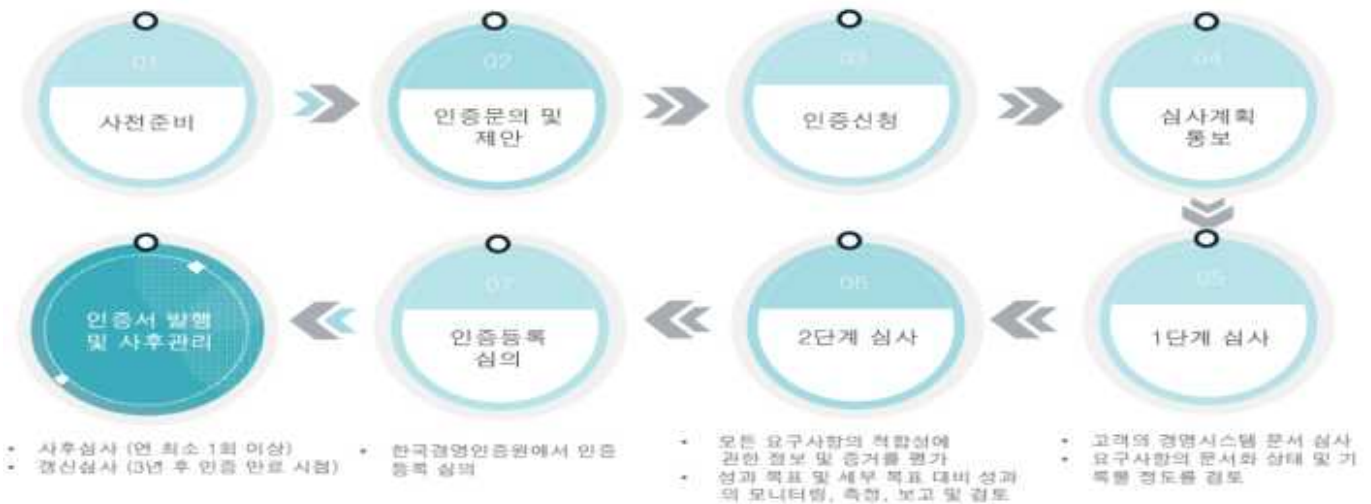 01
사전준비
02
인증문의 및
제안
03
인증신청
04
심사계획
통보
05
1단계 심사
• 고객의 경영시스템 문서 심사
• 요구사항의 문서화 상태 및 기
록물 정도를 검토
06
2단계 심사
• 모든 요구사항의 적합성에
관한 정보 및 증거를 평가
• 성과 목표 및 세부 목표 대비 성과
의 모니터링, 측정, 보고 및 검토
07
인증등록
심의
• 한국경영인증원에서 인증
등록 심의
인증서 발행
및 사후관리
• 사후심사 (연 최소 1회 이상)
• 갱신심사 (3년 후 인증 만료 시점)